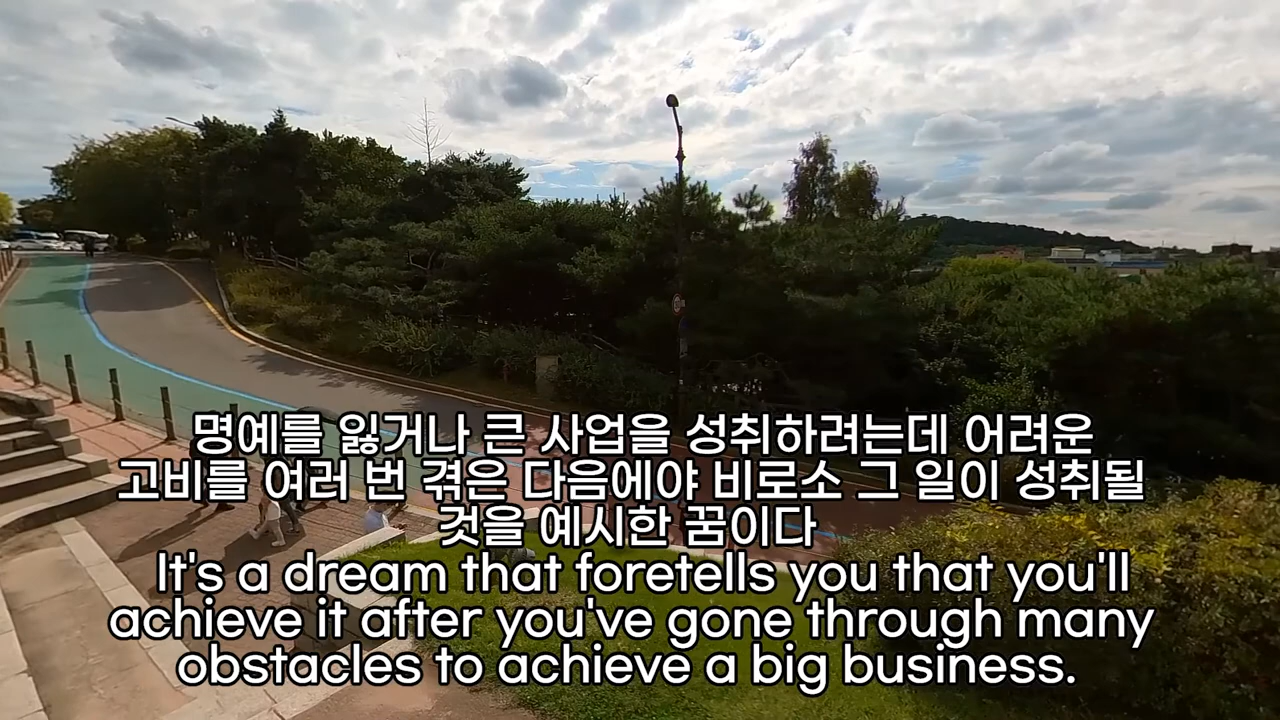 명예를 잃거나 큰 사업을 성취하려는데 어려운
고비를 여러 번 겪은 다음에야 비로소 그 일이 성취될
것을 예시한 꿈이다
It's a dream that foretells you that you'll
achieve it after you've gone through many
obstacles to achieve a big business.